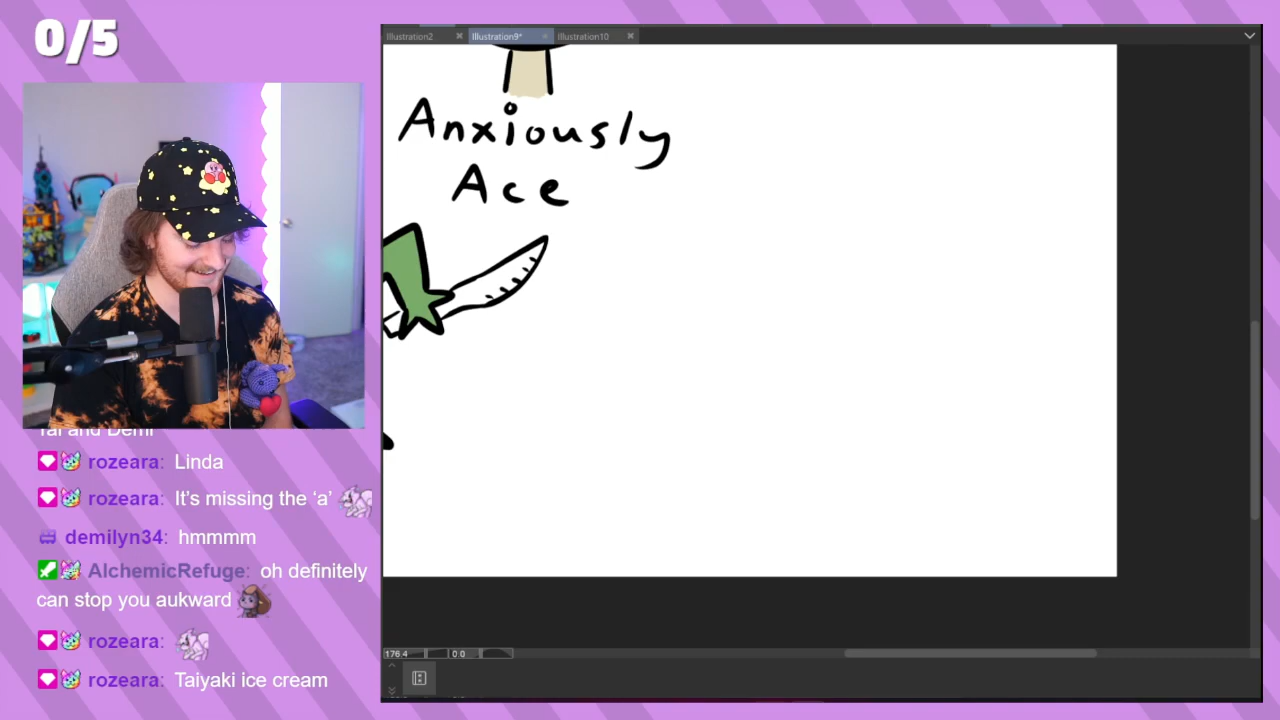 0/5
Illustration2
Illustration9*
Illustration10
Anxiously
Ace
Tal and Demi
rozeara: Linda
rozeara: It's missing the 'a'
demilyn34: hmmmm
AlchemicRefuge: oh definitely
can stop you aukward
rozeara:
rozeara: Taiyaki ice cream
176.4
0.0